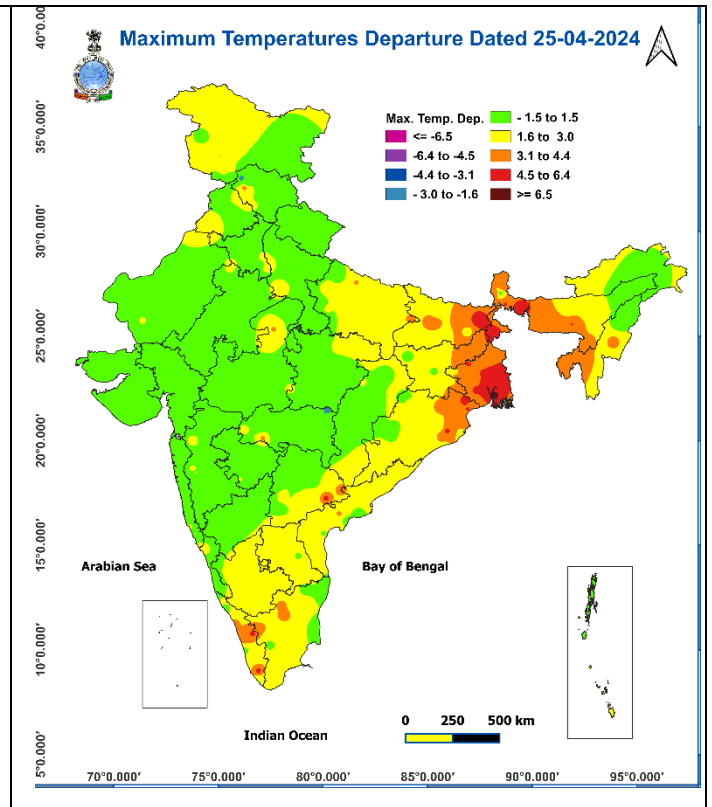 Maximum Temperatures Departure Dated 25-04-2024
Max. Temp. Dep.
<= -6.5
-6.4 to -4.5
-4.4 to -3.1
- 3.0 to -1.6
- 1.5 to 1.5
1.6 to 3.0
3.1 to 4.4
4.5 to 6.4
>= 6.5
40°0.000'
35°0.000'
30°0.000'
25°0.000'
20°0.000'
15°0.000'
10°0.000'
5°0.000'
Arabian Sea
Bay of Bengal
Indian Ocean
0 250 500 km
70°0.000' 75°0.000' 80°0.000' 85°0.000' 90°0.000' 95°0.000'